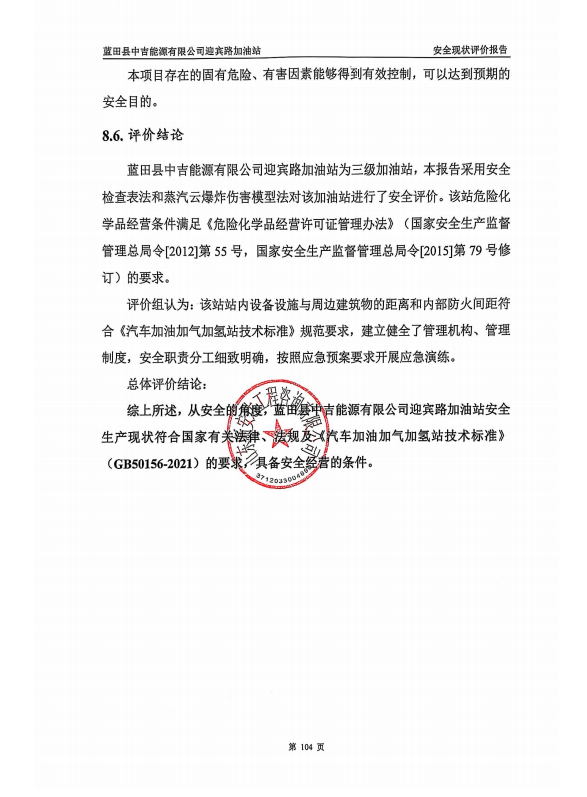 蓝田县中吉能源有限公司迎宾路加油站 安全现状评价报告
本项目存在的固有危险、有害因素能够得到有效控制，可以达到预期的
安全目的。
8.6. 评价结论
蓝田县中吉能源有限公司迎宾路加油站为三级加油站，本报告采用安全
检查表法和蒸汽云爆炸伤害模型法对该加油站进行了安全评价。该站危险化
学品经营条件满足《危险化学品经营许可证管理办法》（国家安全生产监督
管理总局令[2012]第 55 号，国家安全生产监督管理总局令[2015]第 79 号修
订）的要求。
评价组认为：该站站内设备设施与周边建筑物的距离和内部防火间距符
合《汽车加油加气加氢站技术标准》规范要求，建立健全了管理机构、管理
制度，安全职责分工细致明确，按照应急预案要求开展应急演练。
总体评价结论：
综上所述，从安全的角度，蓝田县中吉能源有限公司迎宾路加油站安全
生产现状符合国家有关法律、法规及《汽车加油加气加氢站技术标准》
（GB50156-2021）的要求，具备安全经营的条件。
第 104 页